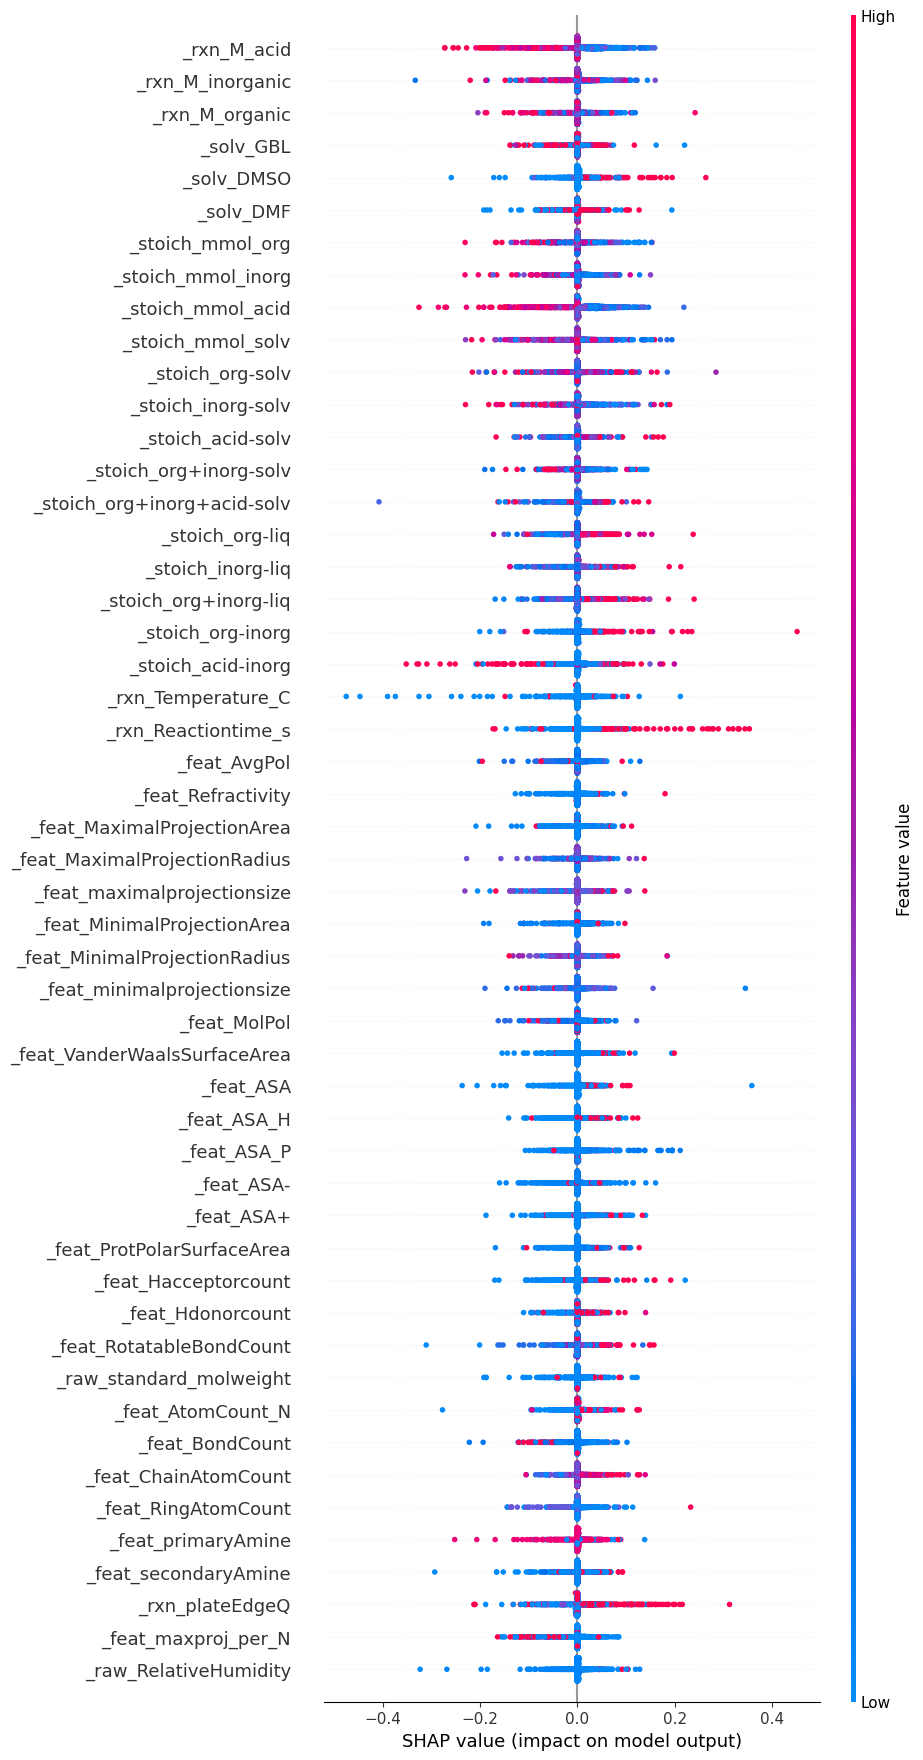 High
_rxn_M_acid
_rxn_M_inorganic
_rxn_M_organic
_solv_GBL
_solv_DMSO
_solv_DMF
_stoich_mmol_org
_stoich_mmol_inorg
_stoich_mmol_acid
_stoich_mmol_solv
_stoich_org-solv
_stoich_inorg-solv
_stoich_acid-solv
_stoich_org+inorg-solv
_stoich_org+inorg+acid-solv
_stoich_org-liq
_stoich_inorg-liq
_stoich_org+inorg-liq
_stoich_org-inorg
_stoich_acid-inorg
_rxn_Temperature_C
_rxn_Reactiontime_s
_feat_AvgPol
_feat_Refractivity
_feat_MaximalProjectionArea
_feat_MaximalProjectionRadius
_feat_maximalprojectionsize
_feat_MinimalProjectionArea
_feat_MinimalProjectionRadius
_feat_minimalprojectionsize
_feat_MolPol
_feat_VanderWaalsSurfaceArea
_feat_ASA
_feat_ASA_H
_feat_ASA_P
_feat_ASA-
_feat_ASA+
_feat_ProtPolarSurfaceArea
_feat_Hacceptorcount
_feat_Hdonorcount
_feat_RotatableBondCount
_raw_standard_molweight
_feat_AtomCount_N
_feat_BondCount
_feat_ChainAtomCount
_feat_RingAtomCount
_feat_primaryAmine
_feat_secondaryAmine
_rxn_plateEdgeQ
_feat_maxproj_per_N
_raw_RelativeHumidity
Feature value
Low
−0.4 −0.2 0.0 0.2 0.4
SHAP value (impact on model output)